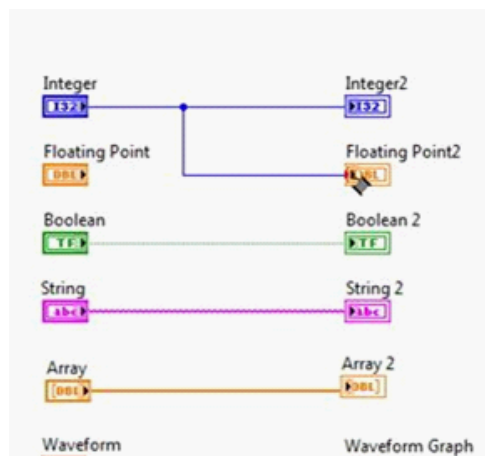 Integer Integer2
I32 I32
Floating Point Floating Point2
DBL DBL
Boolean Boolean 2
TF TF
String String 2
abc abc
Array Array 2
[DBL] [DBL]
Waveform Waveform Graph